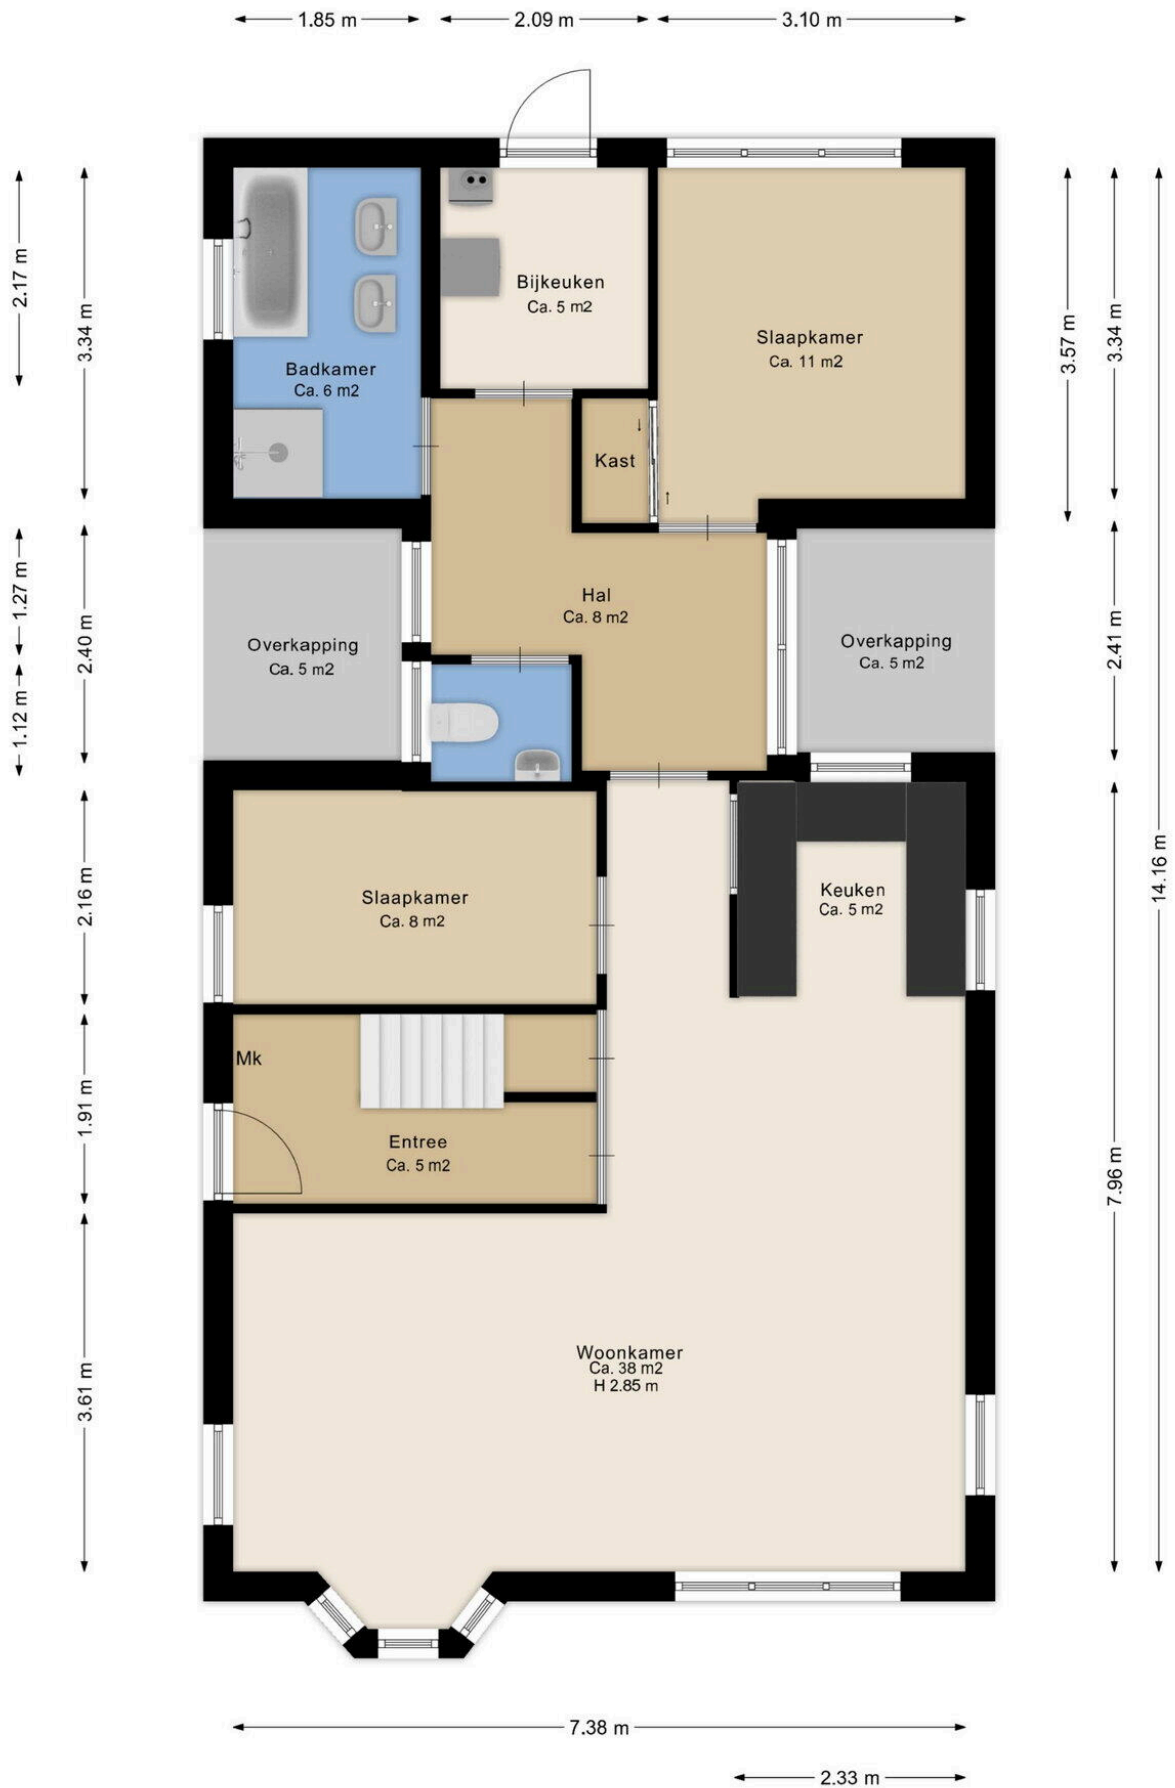 1.85 m
2.09 m
3.10 m
2.17 m
3.34 m
Bijkeuken
Ca. 5 m2
Badkamer
Ca. 6 m2
Slaapkamer
Ca. 11 m2
3.57 m
3.34 m
Kast
1.27 m
2.40 m
1.12 m
Overkapping
Ca. 5 m2
Hal
Ca. 8 m2
Overkapping
Ca. 5 m2
2.41 m
14.16 m
2.16 m
Slaapkamer
Ca. 8 m2
Keuken
Ca. 5 m2
1.91 m
Mk
Entree
Ca. 5 m2
7.96 m
3.61 m
Woonkamer
Ca. 38 m2
H 2.85 m
7.38 m
2.33 m